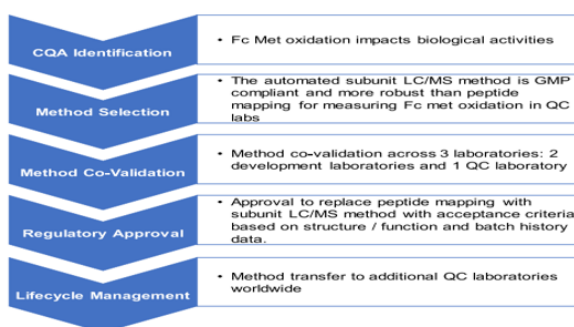 CQA Identification
• Fc Met oxidation impacts biological activities
Method Selection
• The automated subunit LC/MS method is GMP
compliant and more robust than peptide
mapping for measuring Fc met oxidation in QC
labs
Method Co-Validation
• Method co-validation across 3 laboratories: 2
development laboratories and 1 QC laboratory
Regulatory Approval
• Approval to replace peptide mapping with
subunit LC/MS method with acceptance criteria
based on structure / function and batch history
data.
Lifecycle Management
• Method transfer to additional QC laboratories
worldwide